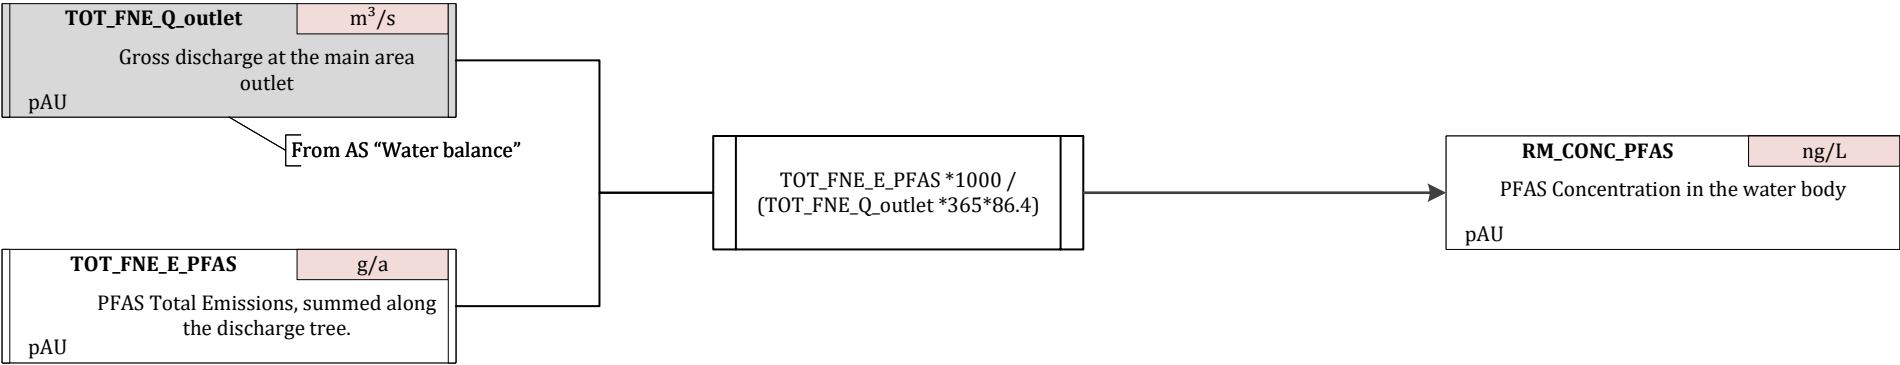 TOT_FNE_Q_outlet
m³/s
Gross discharge at the main area
outlet
pAU
From AS “Water balance”
TOT_FNE_E_PFAS
g/a
PFAS Total Emissions, summed along
the discharge tree.
pAU
TOT_FNE_E_PFAS *1000 /
(TOT_FNE_Q_outlet *365*86.4)
RM_CONC_PFAS
ng/L
PFAS Concentration in the water body
pAU